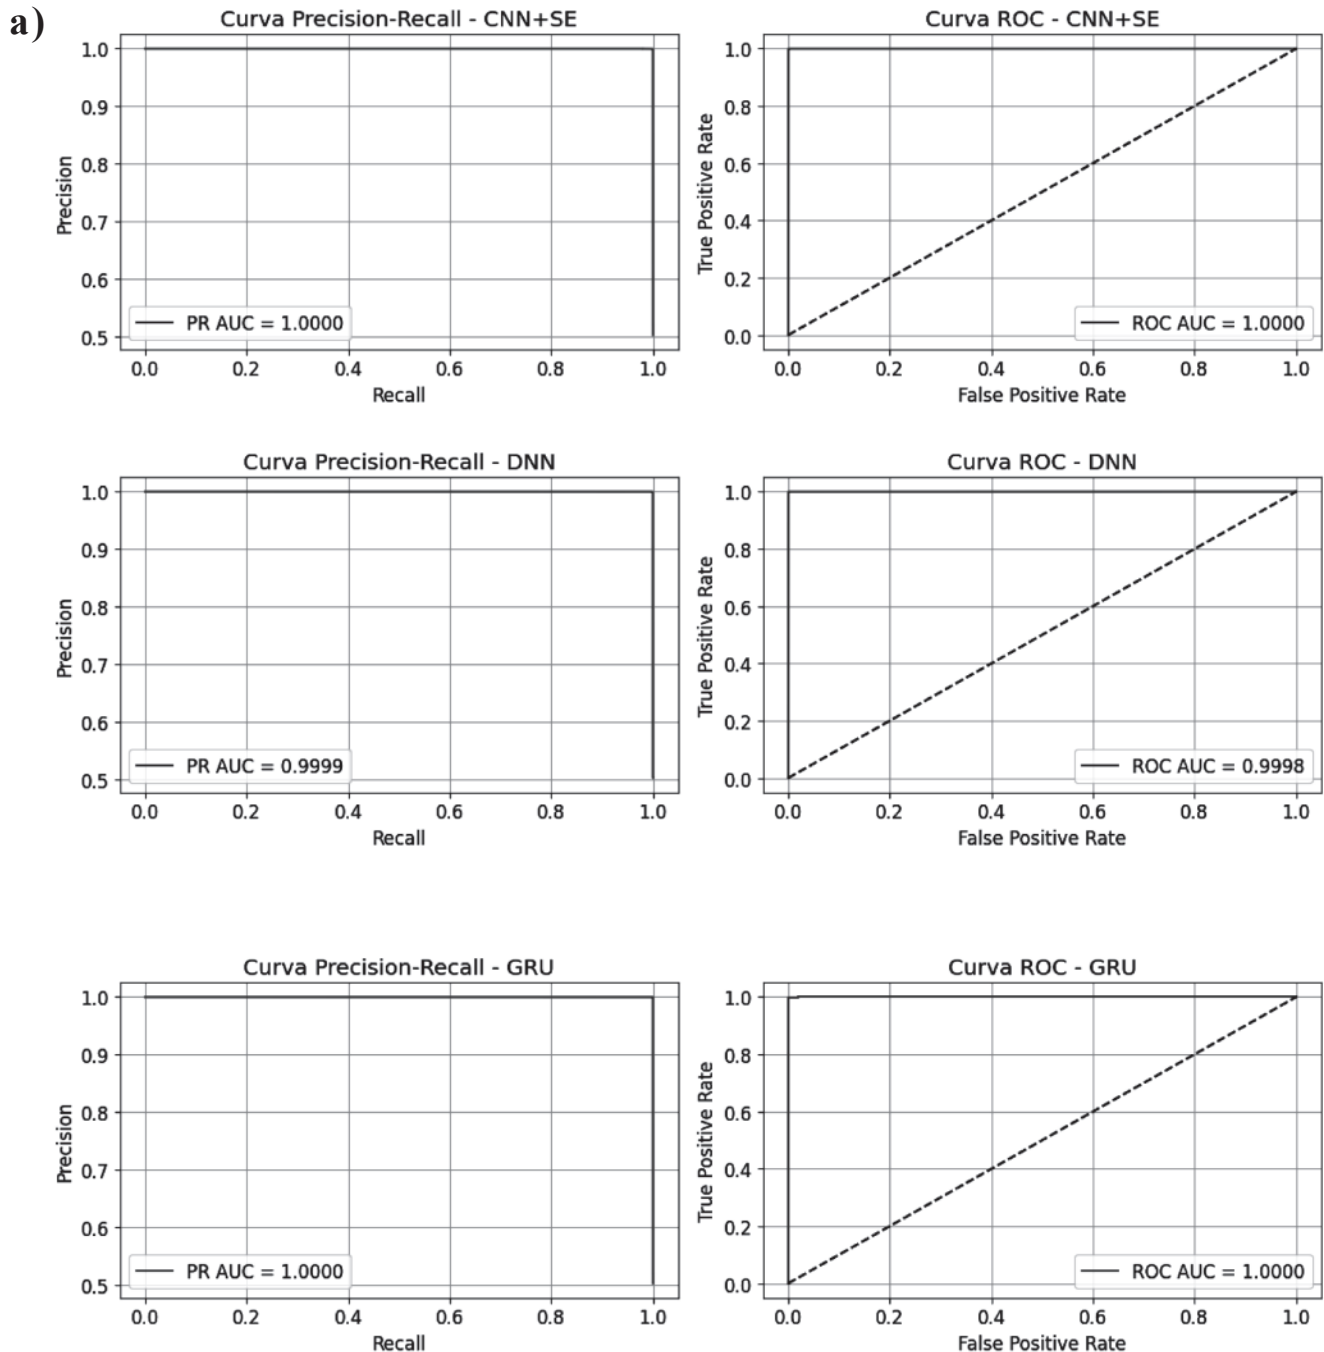 a)
Curva Precision-Recall - CNN+SE
Precision
1.0
0.9
0.8
0.7
0.6
0.5
PR AUC = 1.0000
0.0 0.2 0.4 0.6 0.8 1.0
Recall
Curva ROC - CNN+SE
True Positive Rate
1.0
0.8
0.6
0.4
0.2
0.0
ROC AUC = 1.0000
0.0 0.2 0.4 0.6 0.8 1.0
False Positive Rate
Curva Precision-Recall - DNN
Precision
1.0
0.9
0.8
0.7
0.6
0.5
PR AUC = 0.9999
0.0 0.2 0.4 0.6 0.8 1.0
Recall
Curva ROC - DNN
True Positive Rate
1.0
0.8
0.6
0.4
0.2
0.0
ROC AUC = 0.9998
0.0 0.2 0.4 0.6 0.8 1.0
False Positive Rate
Curva Precision-Recall - GRU
Precision
1.0
0.9
0.8
0.7
0.6
0.5
PR AUC = 1.0000
0.0 0.2 0.4 0.6 0.8 1.0
Recall
Curva ROC - GRU
True Positive Rate
1.0
0.8
0.6
0.4
0.2
0.0
ROC AUC = 1.0000
0.0 0.2 0.4 0.6 0.8 1.0
False Positive Rate